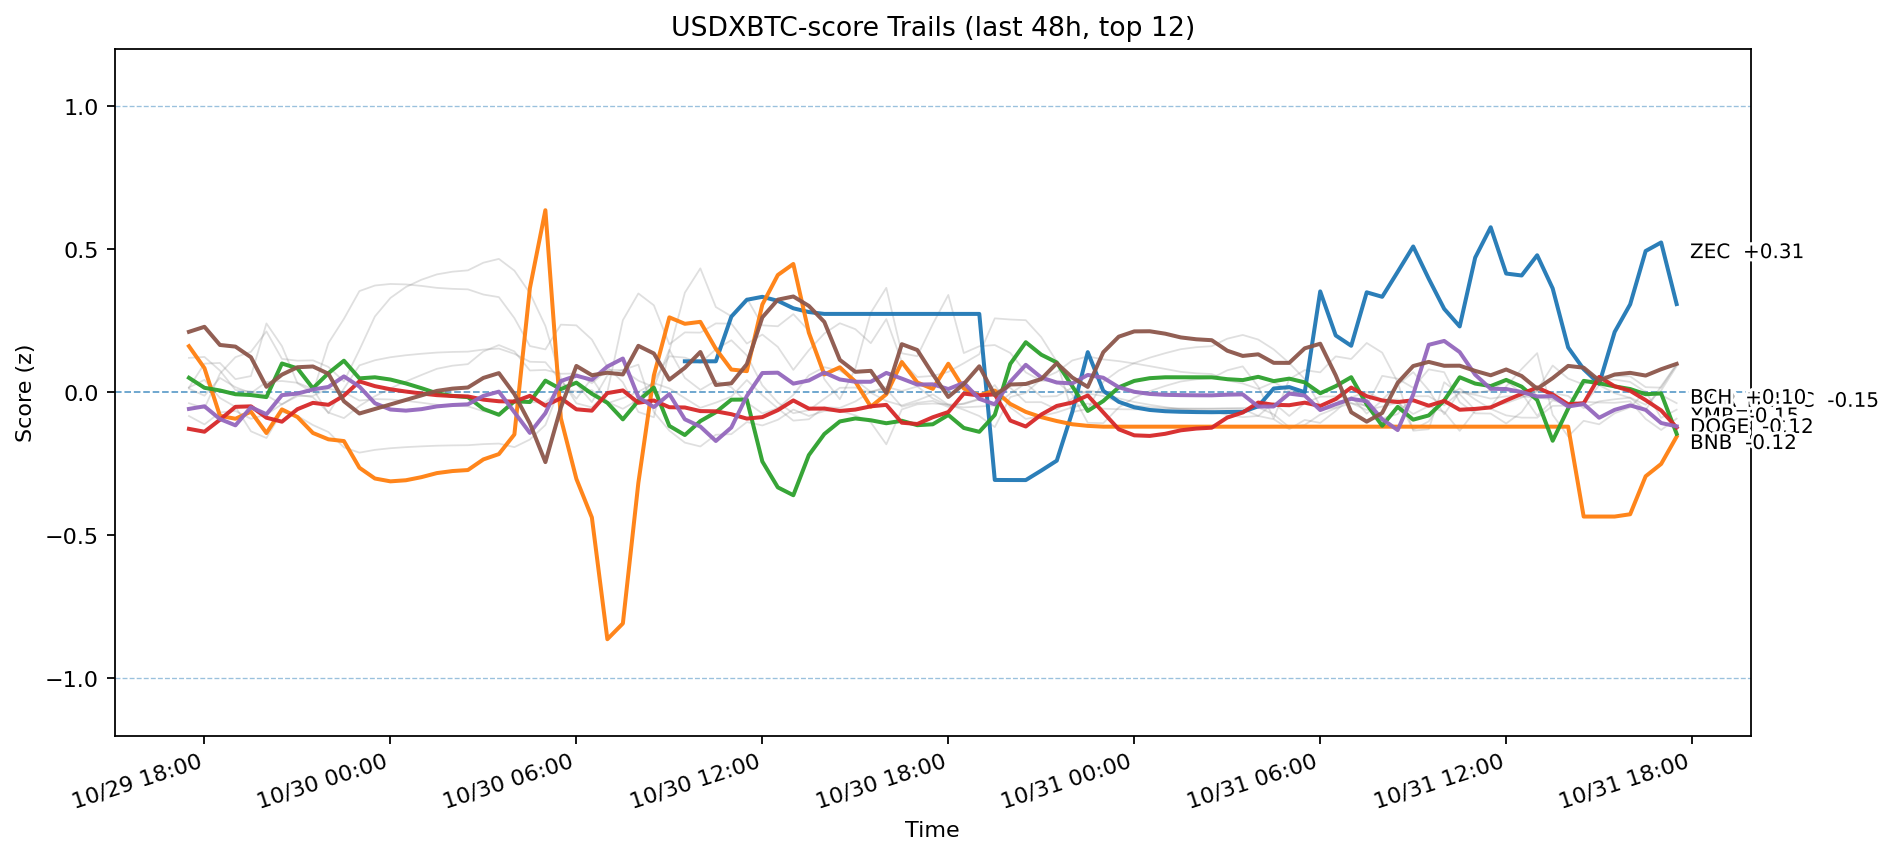 USDXBTC-score Trails (last 48h, top 12)
Score (z)
1.0
0.5
0.0
−0.5
−1.0
ZEC +0.31
BCH +0:10
-0.15
DOGE -0.12
BNB -0.12
10/29 18:00
10/30 00:00
10/30 06:00
10/30 12:00
10/30 18:00
10/31 00:00
10/31 06:00
10/31 12:00
10/31 18:00
Time